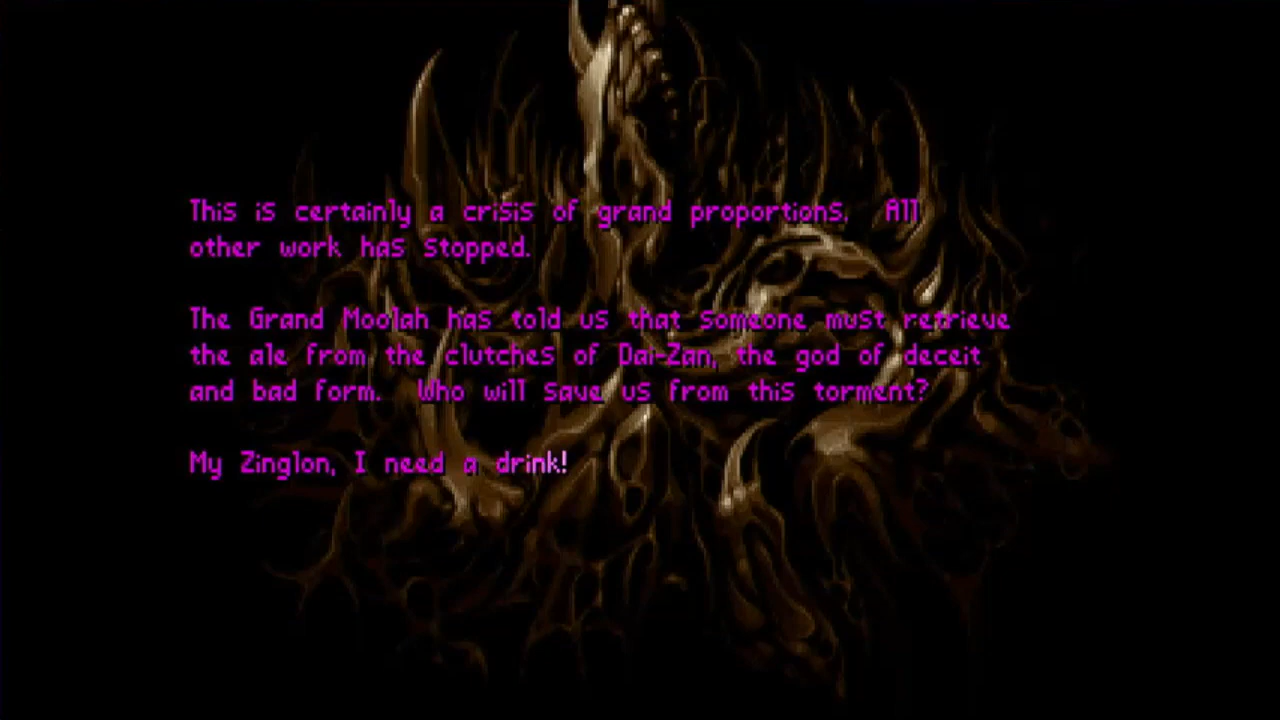 This is certainly a crisis of grand proportions.  All
other work has stopped.
The Grand Moolah has told us that someone must retrieve
the ale from the clutches of Dai-Zan, the god of deceit
and bad form.  Who will save us from this torment?
My Zinglon, I need a drink!